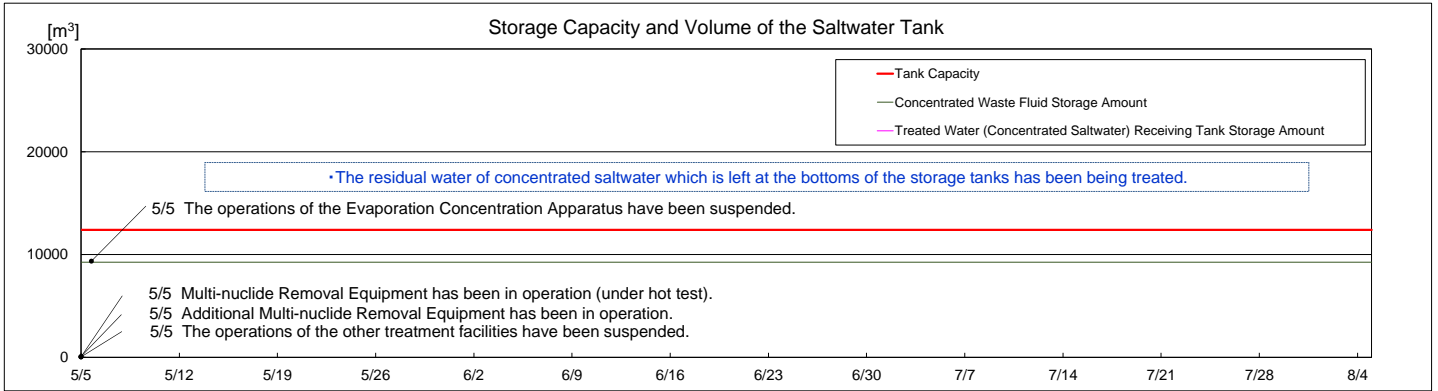 Storage Capacity and Volume of the Saltwater Tank
[m³]
30000
Tank Capacity
Concentrated Waste Fluid Storage Amount
Treated Water (Concentrated Saltwater) Receiving Tank Storage Amount
20000
・The residual water of concentrated saltwater which is left at the bottoms of the storage tanks has been being treated.
5/5 The operations of the Evaporation Concentration Apparatus have been suspended.
10000
5/5 Multi-nuclide Removal Equipment has been in operation (under hot test).
5/5 Additional Multi-nuclide Removal Equipment has been in operation.
5/5 The operations of the other treatment facilities have been suspended.
0
5/5 5/12 5/19 5/26 6/2 6/9 6/16 6/23 6/30 7/7 7/14 7/21 7/28 8/4